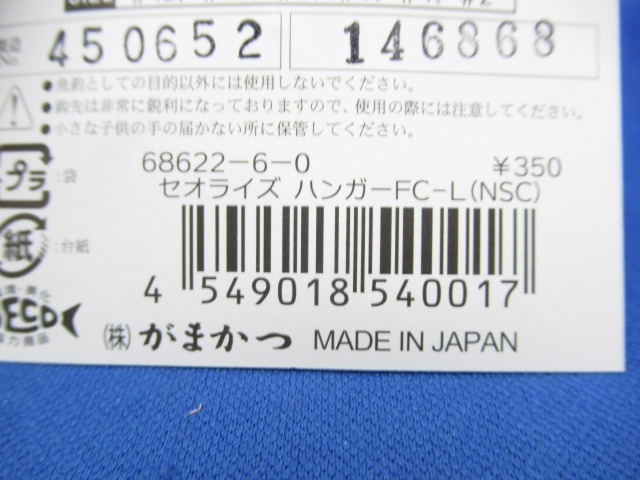 製造
No.
450652
146868
●魚釣としての目的以外には使用しないでください。
●鈎先は非常に鋭利になっておりますので、使用の際には注意してください。
●小さな子供の手の届かない所に保管してください。
プラ
:袋
紙
:台紙
68622-6-0 ¥350
セオライズ ハンガーFC-L(NSC)
4 549018 540017
ECO
(株) がまかつ MADE IN JAPAN